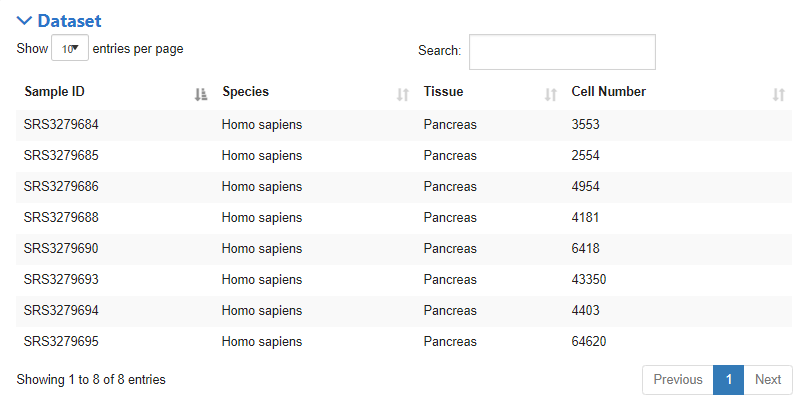 Dataset
Show 10 entries per page Search:
Sample ID Species Tissue Cell Number
SRS3279684 Homo sapiens Pancreas 3553
SRS3279685 Homo sapiens Pancreas 2554
SRS3279686 Homo sapiens Pancreas 4954
SRS3279688 Homo sapiens Pancreas 4181
SRS3279690 Homo sapiens Pancreas 6418
SRS3279693 Homo sapiens Pancreas 43350
SRS3279694 Homo sapiens Pancreas 4403
SRS3279695 Homo sapiens Pancreas 64620
Showing 1 to 8 of 8 entries Previous 1 Next